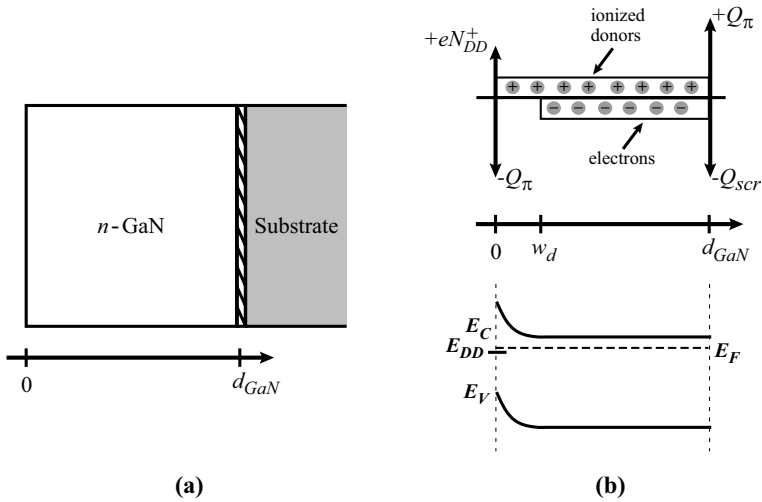 n-GaN
Substrate
0
d_GaN
(a)
ionized
donors
+Q_π
+eN_DD^+
+ + + + + + + +
− − − − − −
electrons
-Q_π
-Q_scr
0
w_d
d_GaN
E_C
E_DD
E_F
E_V
(b)